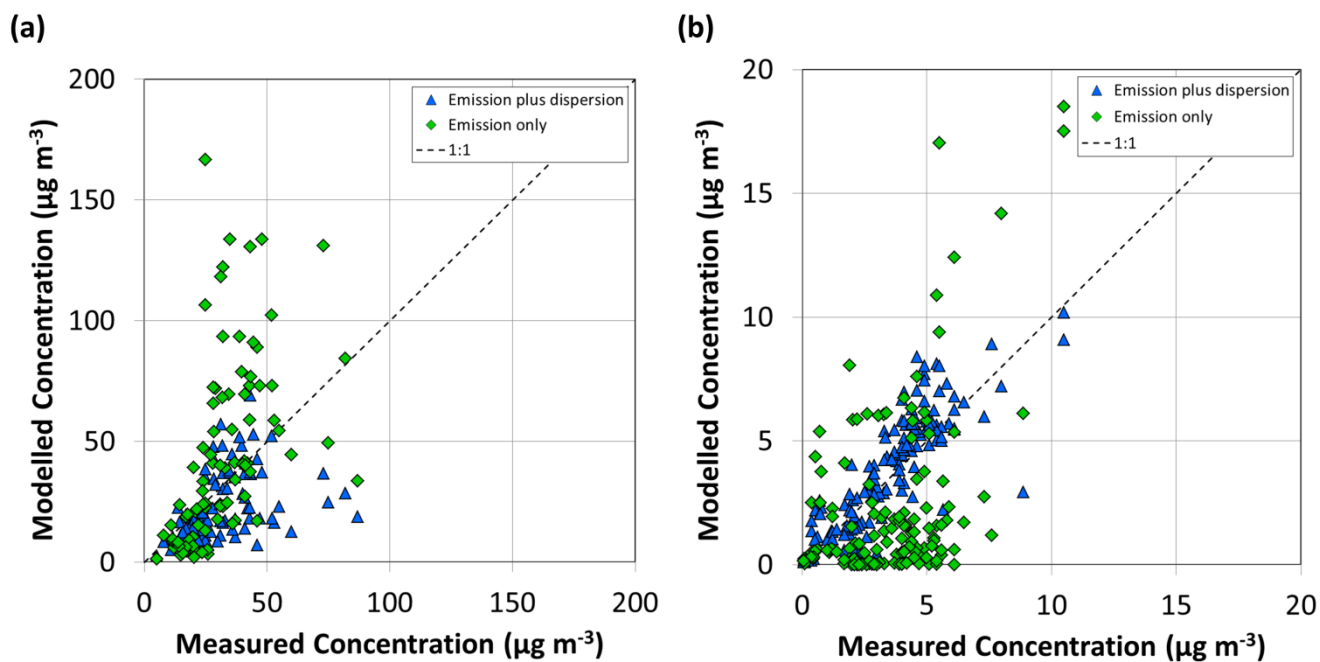 (a)
200
150
100
50
0
0 50 100 150 200
Modelled Concentration (µg m⁻³)
Measured Concentration (µg m⁻³)
Emission plus dispersion
Emission only
1:1
(b)
20
15
10
5
0
0 5 10 15 20
Modelled Concentration (µg m⁻³)
Measured Concentration (µg m⁻³)
Emission plus dispersion
Emission only
1:1